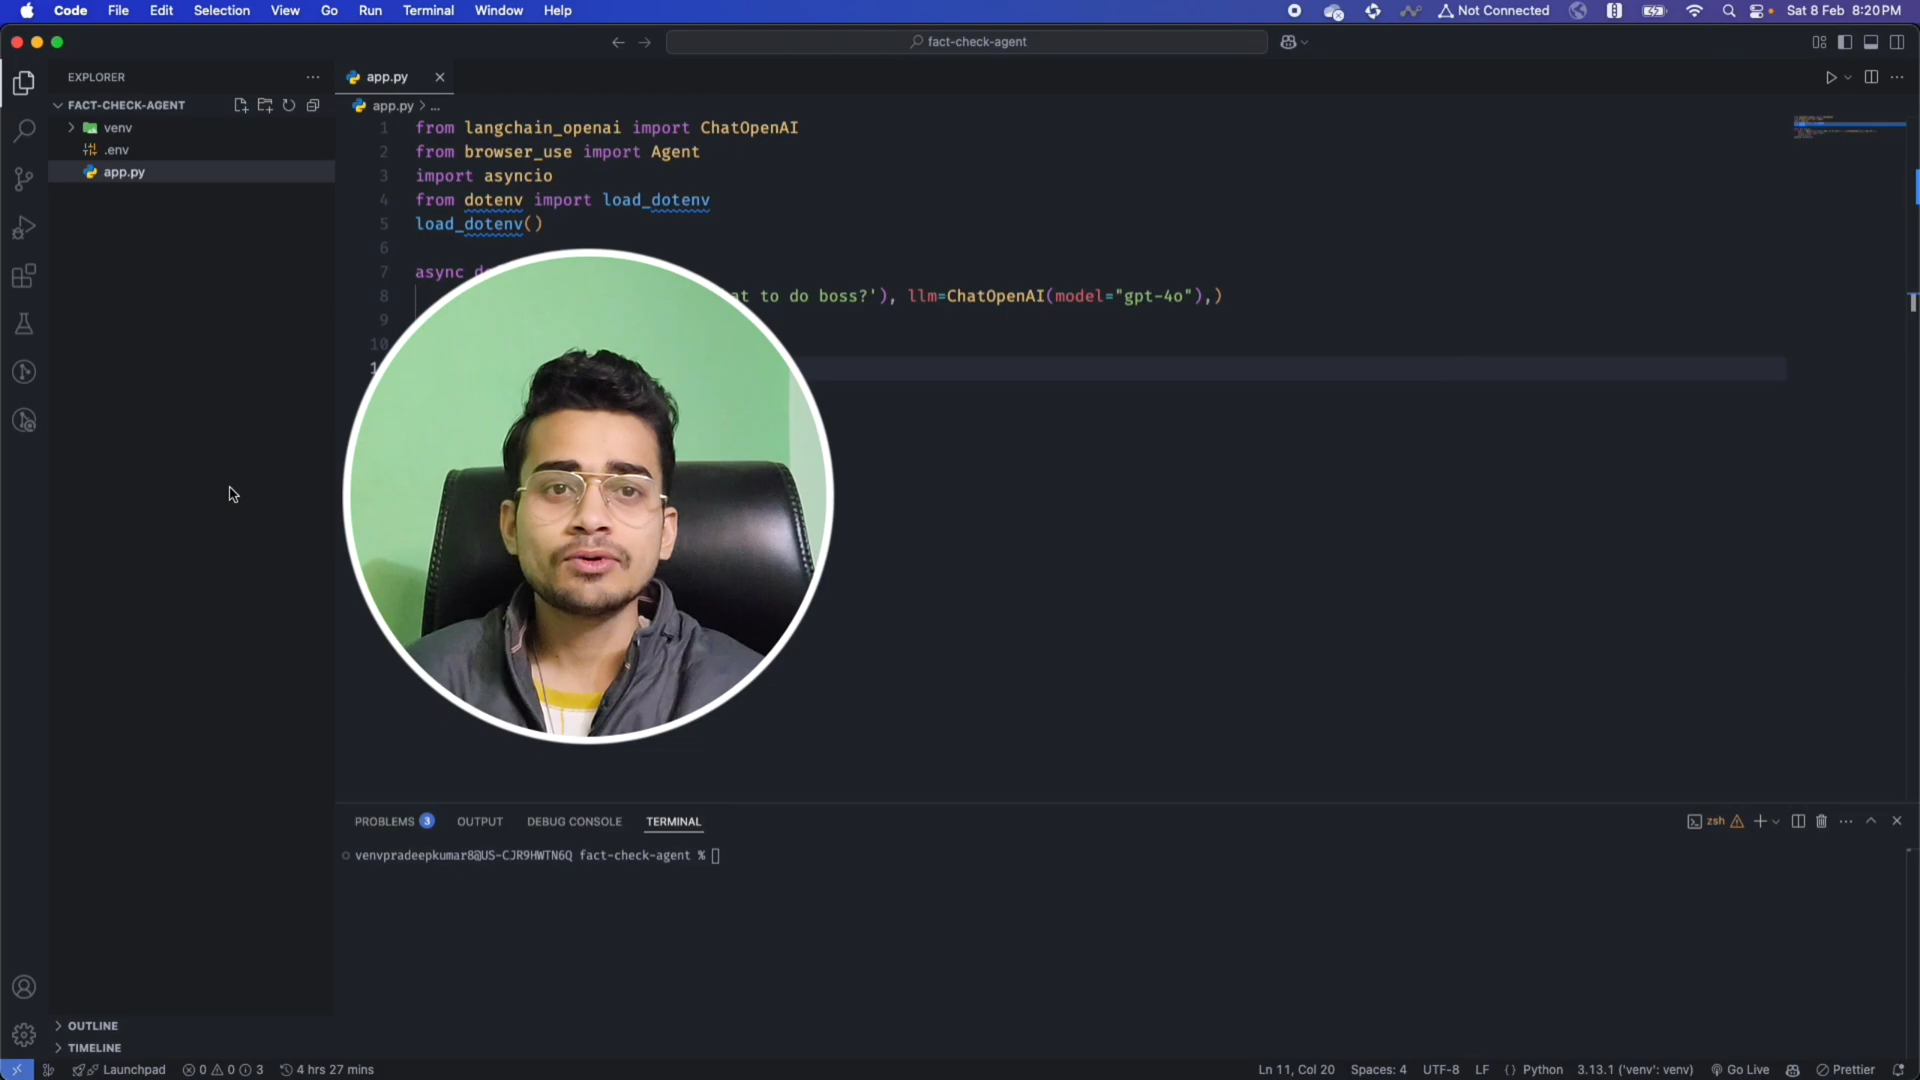 Code File Edit Selection View Go Run Terminal Window Help Not Connected Sat 8 Feb 8:20 PM
fact-check-agent
EXPLORER
app.py
FACT-CHECK-AGENT
app.py > ...
venv
.env
app.py
1 from langchain_openai import ChatOpenAI
2 from browser_use import Agent
3 import asyncio
4 from dotenv import load_dotenv
5 load_dotenv()
6
7 async
8 to do boss?'), llm=ChatOpenAI(model="gpt-4o"),)
9
10
PROBLEMS 3 OUTPUT DEBUG CONSOLE TERMINAL
zsh
venvpradeepkumar8@US-CJR9HWTN6Q fact-check-agent %
OUTLINE
TIMELINE
Launchpad 0 0 3 4 hrs 27 mins Ln 11, Col 20 Spaces: 4 UTF-8 LF {} Python 3.13.1 ('venv': venv) Go Live Prettier